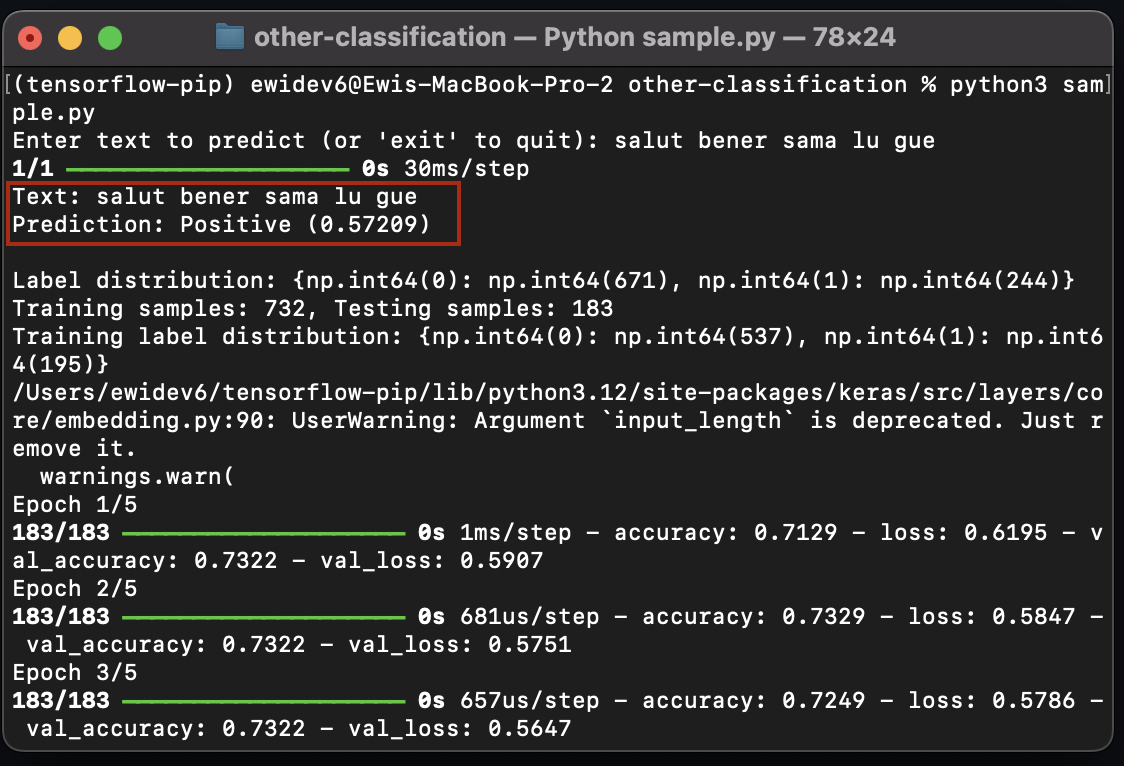 other-classification — Python sample.py — 78×24
[(tensorflow-pip) ewidev6@Ewis-MacBook-Pro-2 other-classification % python3 sam]
ple.py
Enter text to predict (or 'exit' to quit): salut bener sama lu gue
1/1 ━━━━━━━━━━━━━━━━━━━━ 0s 30ms/step
Text: salut bener sama lu gue
Prediction: Positive (0.57209)
Label distribution: {np.int64(0): np.int64(671), np.int64(1): np.int64(244)}
Training samples: 732, Testing samples: 183
Training label distribution: {np.int64(0): np.int64(537), np.int64(1): np.int6
4(195)}
/Users/ewidev6/tensorflow-pip/lib/python3.12/site-packages/keras/src/layers/co
re/embedding.py:90: UserWarning: Argument `input_length` is deprecated. Just r
emove it.
  warnings.warn(
Epoch 1/5
183/183 ━━━━━━━━━━━━━━━━━━━━ 0s 1ms/step - accuracy: 0.7129 - loss: 0.6195 - v
al_accuracy: 0.7322 - val_loss: 0.5907
Epoch 2/5
183/183 ━━━━━━━━━━━━━━━━━━━━ 0s 681us/step - accuracy: 0.7329 - loss: 0.5847 -
 val_accuracy: 0.7322 - val_loss: 0.5751
Epoch 3/5
183/183 ━━━━━━━━━━━━━━━━━━━━ 0s 657us/step - accuracy: 0.7249 - loss: 0.5786 -
 val_accuracy: 0.7322 - val_loss: 0.5647